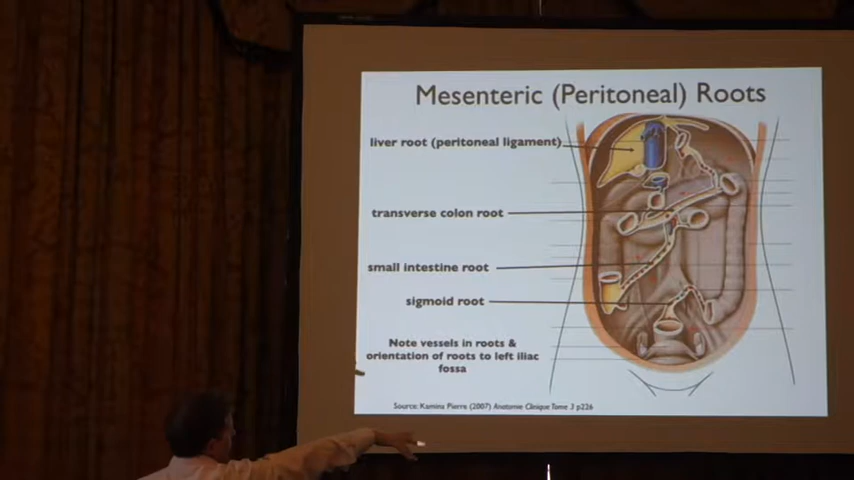 Mesenteric (Peritoneal) Roots
liver root (peritoneal ligament)
transverse colon root
small intestine root
sigmoid root
Note vessels in roots &
orientation of roots to left iliac
fossa
Source: Kamina Pierre (2007) Anatomie Clinique Tome 3 p226